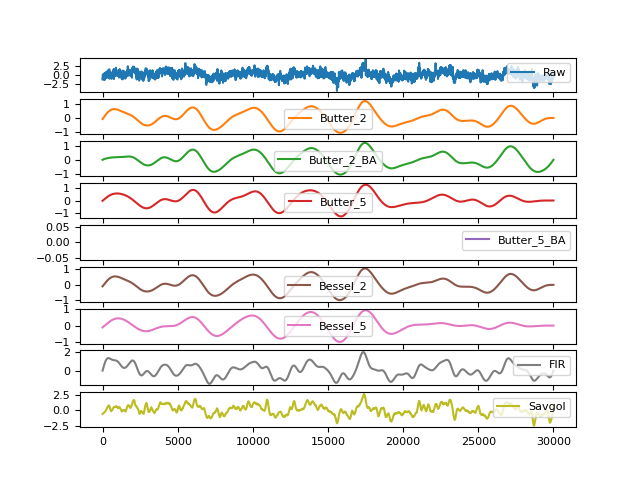 2.5
0.0
−2.5
Raw
1
0
−1
Butter_2
1
0
−1
Butter_2_BA
1
0
−1
Butter_5
0.05
0.00
−0.05
Butter_5_BA
1
0
−1
Bessel_2
1
0
−1
Bessel_5
2
0
FIR
2.5
0.0
−2.5
Savgol
0 5000 10000 15000 20000 25000 30000